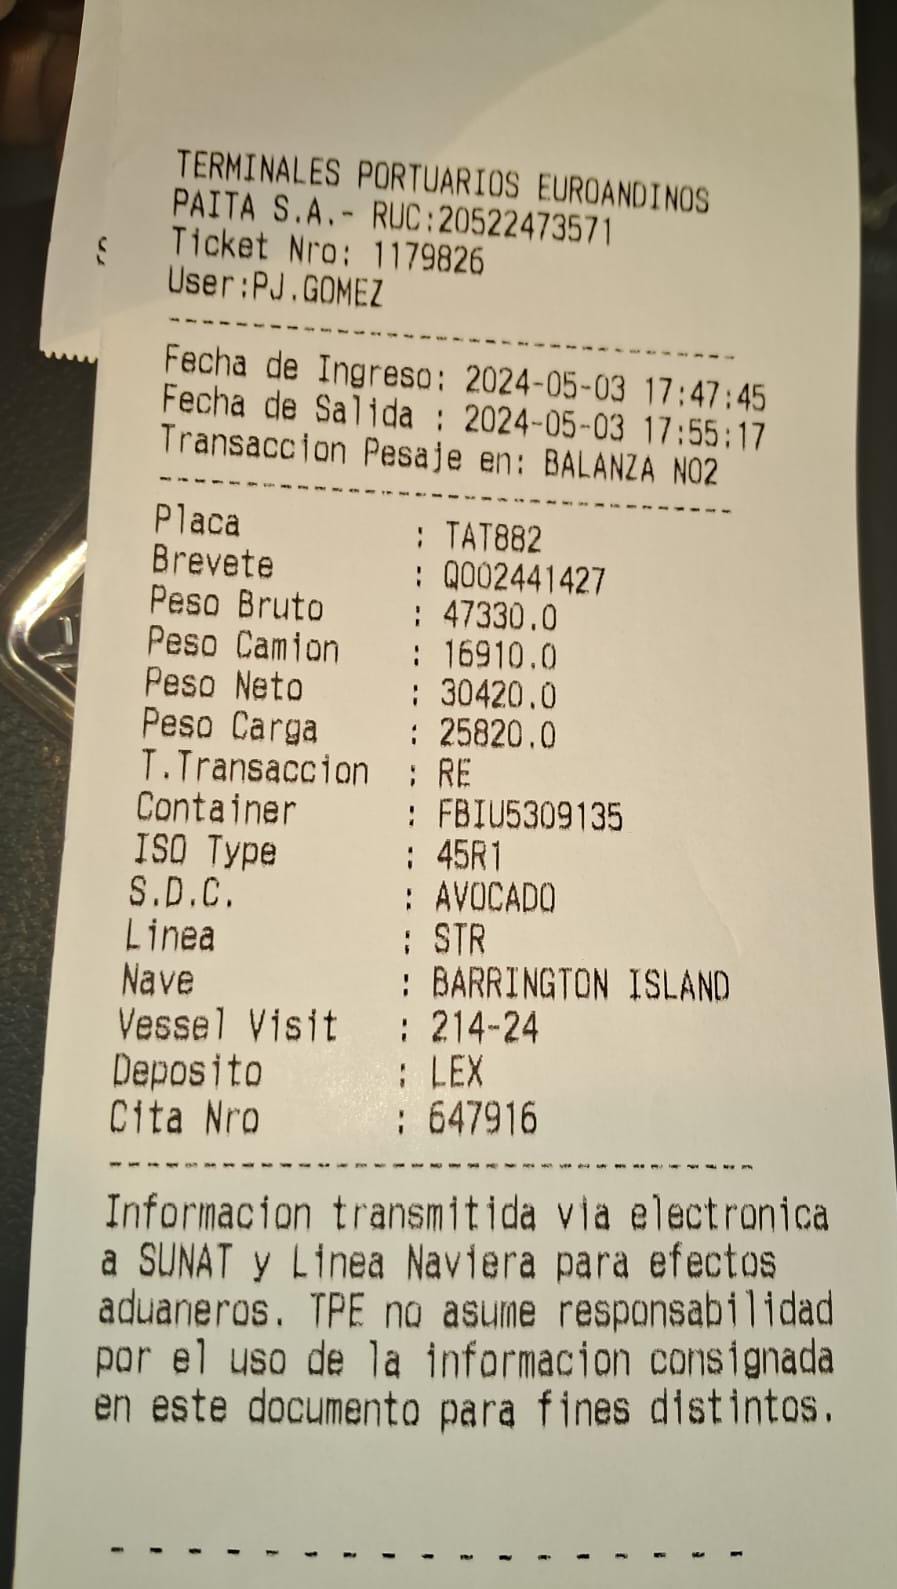 TERMINALES PORTUARIOS EUROANDINOS
PAITA S.A.- RUC:20522473571
Ticket Nro: 1179826
User:PJ.GOMEZ
Fecha de Ingreso: 2024-05-03 17:47:45
Fecha de Salida : 2024-05-03 17:55:17
Transaccion Pesaje en: BALANZA NO2
Placa : TAT882
Brevete : Q002441427
Peso Bruto : 47330.0
Peso Camion : 16910.0
Peso Neto : 30420.0
Peso Carga : 25820.0
T.Transaccion : RE
Container : FBIU5309135
ISO Type : 45R1
S.D.C. : AVOCADO
Linea : STR
Nave : BARRINGTON ISLAND
Vessel Visit : 214-24
Deposito : LEX
Cita Nro : 647916
Informacion transmitida via electronica
a SUNAT y Linea Naviera para efectos
aduaneros. TPE no asume responsabilidad
por el uso de la informacion consignada
en este documento para fines distintos.